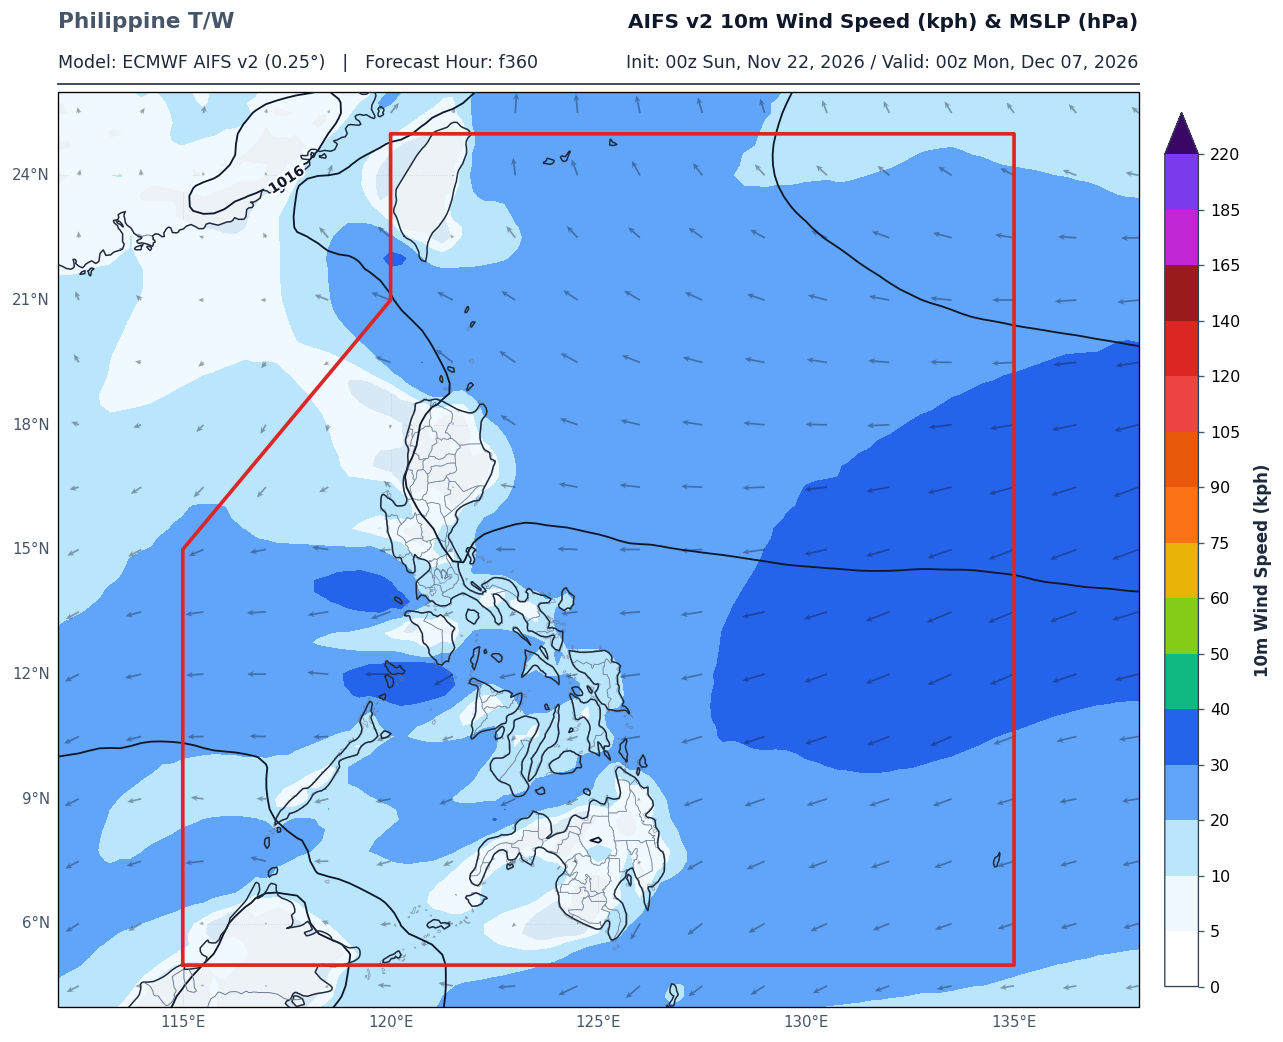 Philippine T/W
AIFS v2 10m Wind Speed (kph) & MSLP (hPa)
Model: ECMWF AIFS v2 (0.25°) | Forecast Hour: f360
Init: 00z Sun, Nov 22, 2026 / Valid: 00z Mon, Dec 07, 2026
1016
24°N
21°N
18°N
15°N
12°N
9°N
6°N
115°E
120°E
125°E
130°E
135°E
220
185
165
140
120
105
90
75
60
50
40
30
20
10
5
0
10m Wind Speed (kph)